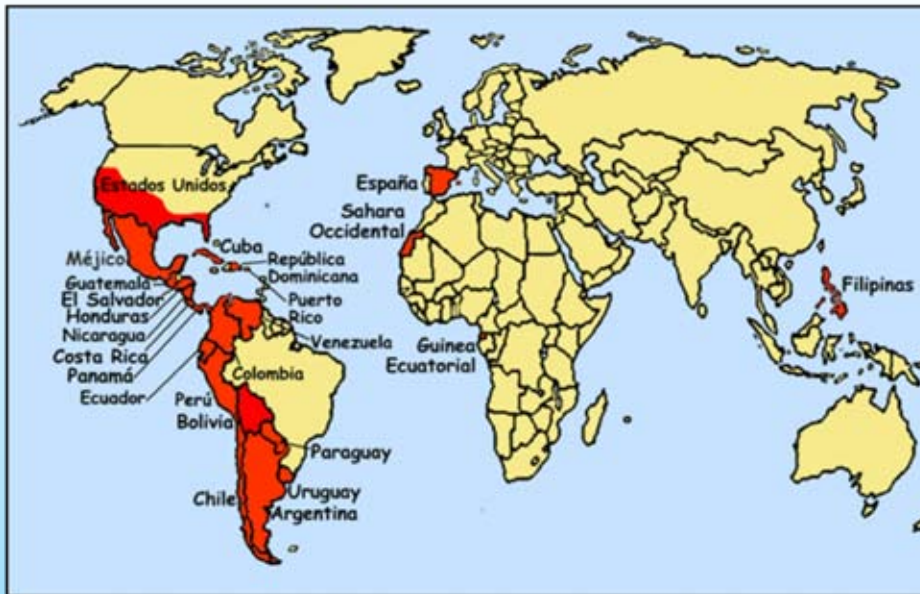 Estados Unidos
España
Sahara
Occidental
Cuba
República
Dominicana
Méjico
Guatemala
El Salvador
Honduras
Nicaragua
Costa Rica
Panamá
Ecuador
Puerto
Rico
Venezuela
Guinea
Ecuatorial
Filipinas
Colombia
Perú
Bolivia
Paraguay
Chile
Uruguay
Argentina